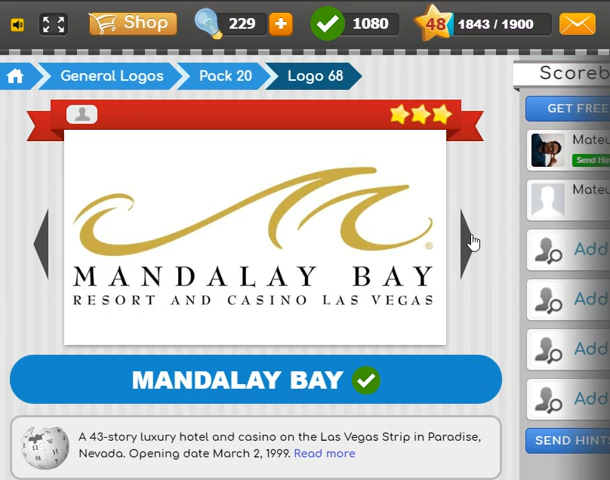 Shop
229
1080
48
1843 / 1900
General Logos
Pack 20
Logo 68
Scoreb
GET FREE
Mateu
Send Hin
Mateu
Add
Add
Add
Add
SEND HINTS
MANDALAY BAY
RESORT AND CASINO LAS VEGAS
®
MANDALAY BAY
A 43-story luxury hotel and casino on the Las Vegas Strip in Paradise,
Nevada. Opening date March 2, 1999. Read more